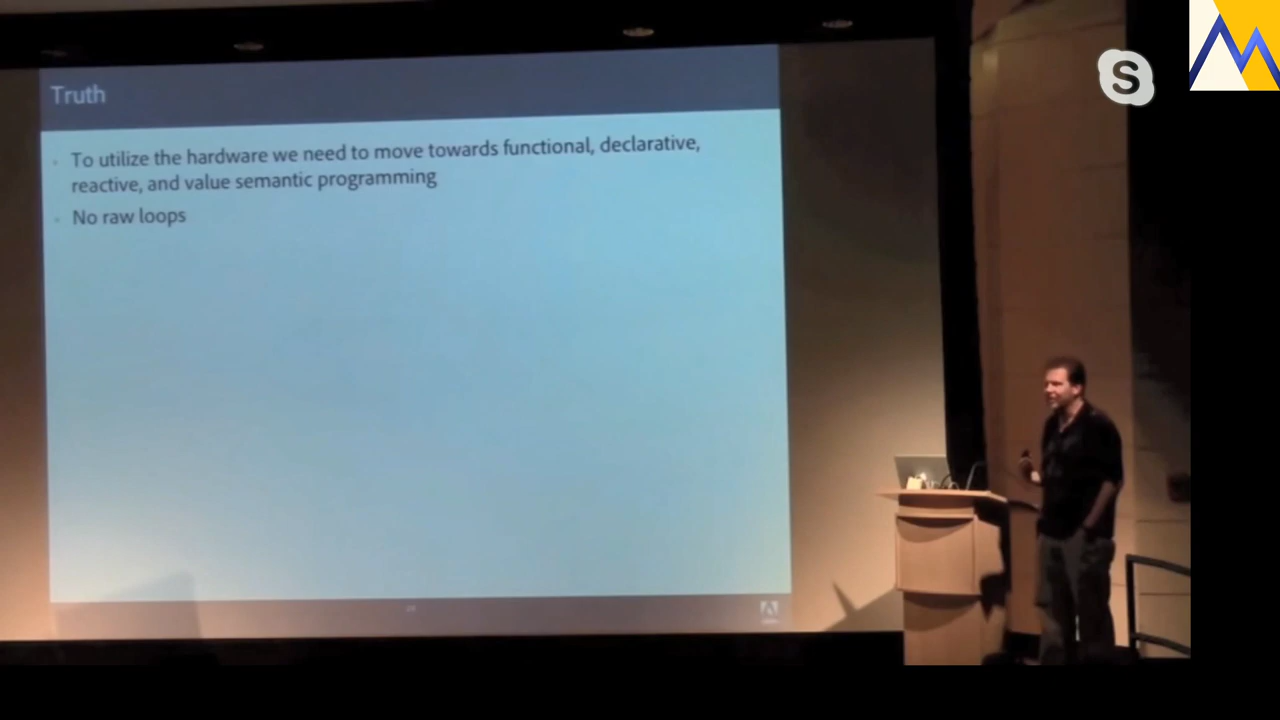 Truth
To utilize the hardware we need to move towards functional, declarative,
reactive, and value semantic programming
No raw loops
S